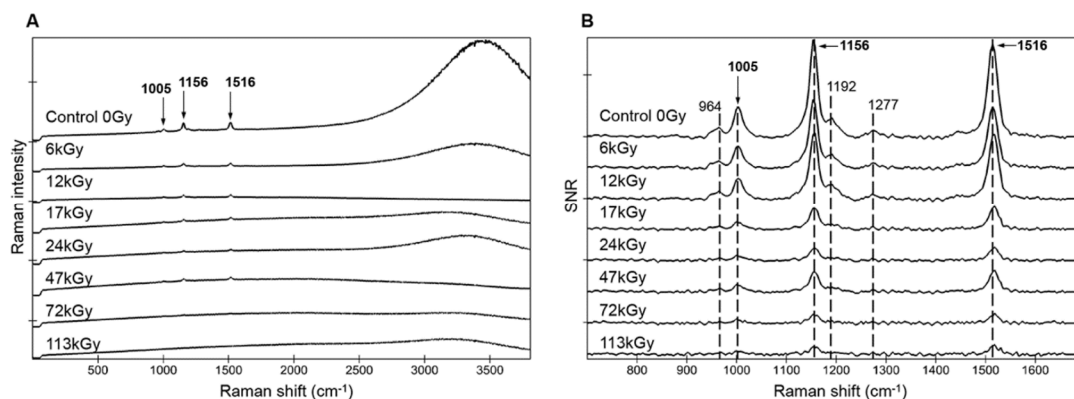 A
1005
1156
1516
Control 0Gy
6kGy
12kGy
17kGy
24kGy
47kGy
72kGy
113kGy
Raman intensity
500 1000 1500 2000 2500 3000 3500
Raman shift (cm⁻¹)
B
1156
1516
1005
1192
964
1277
Control 0Gy
6kGy
12kGy
17kGy
24kGy
47kGy
72kGy
113kGy
SNR
800 900 1000 1100 1200 1300 1400 1500 1600
Raman shift (cm⁻¹)